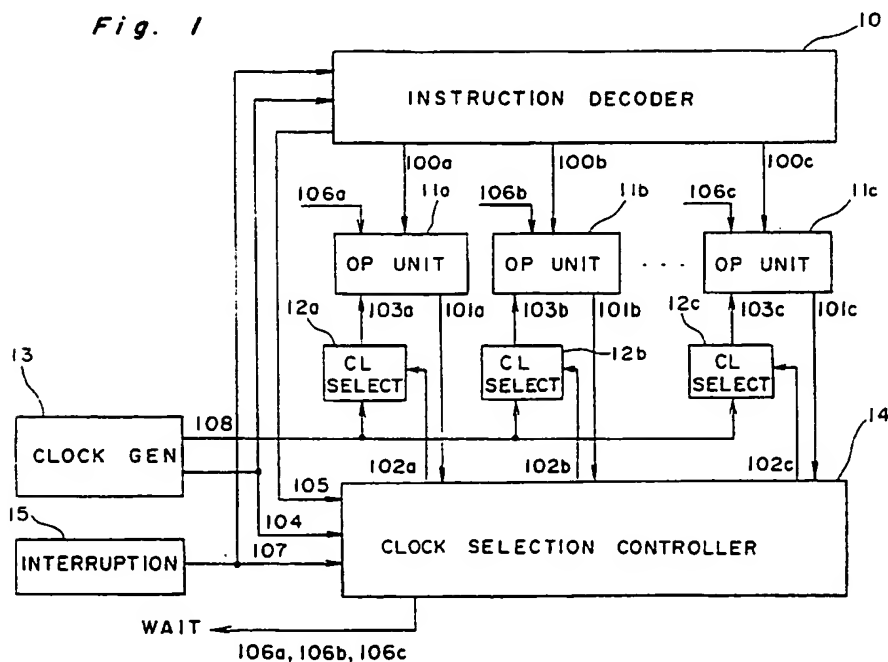 Fig. 1
10
INSTRUCTION DECODER
100a 100b 100c
106a 11a 106b 11b 106c 11c
OP UNIT OP UNIT . . . . OP UNIT
12a 103a 101a 103b 101b 12c 103c 101c
12b
CL SELECT CL SELECT CL SELECT
13
108
CLOCK GEN
14
102a 102b 102c
105
15
104
CLOCK SELECTION CONTROLLER
INTERRUPTION
107
WAIT
106a, 106b, 106c